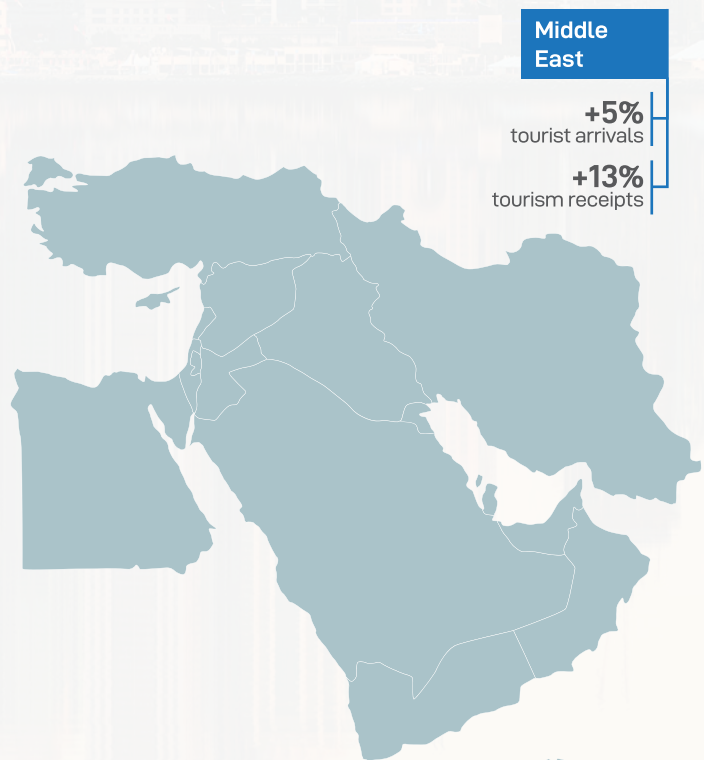 Middle
East
+5%
tourist arrivals
+13%
tourism receipts